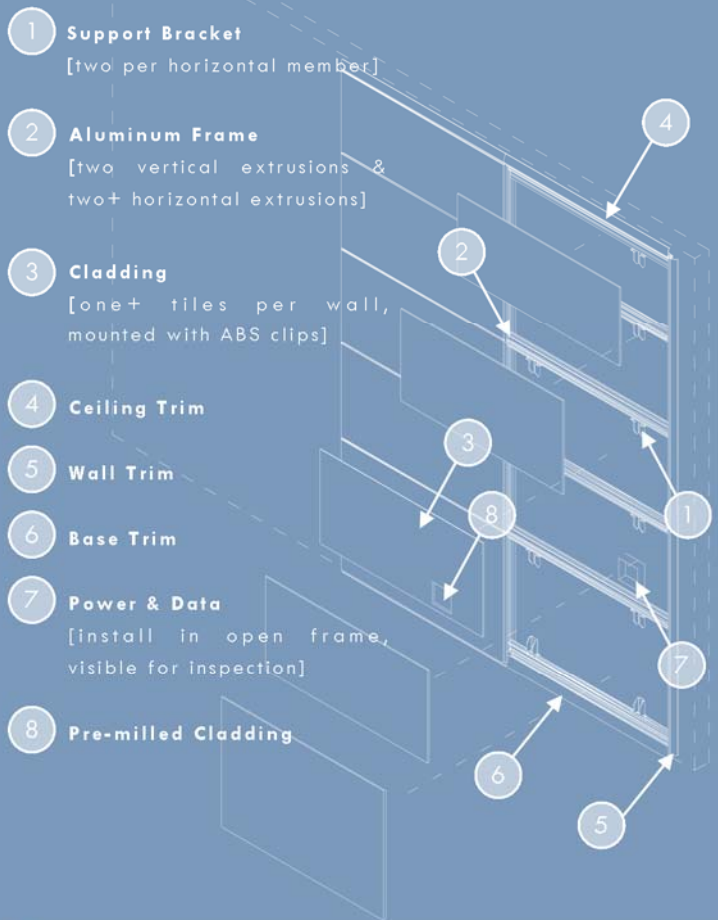 1 Support Bracket
[two per horizontal member]
2 Aluminum Frame
[two vertical extrusions &
two+ horizontal extrusions]
3 Cladding
[one+ tiles per wall,
mounted with ABS clips]
4 Ceiling Trim
5 Wall Trim
6 Base Trim
7 Power & Data
[install in open frame,
visible for inspection]
8 Pre-milled Cladding
4
2
3
8
1
7
6
5